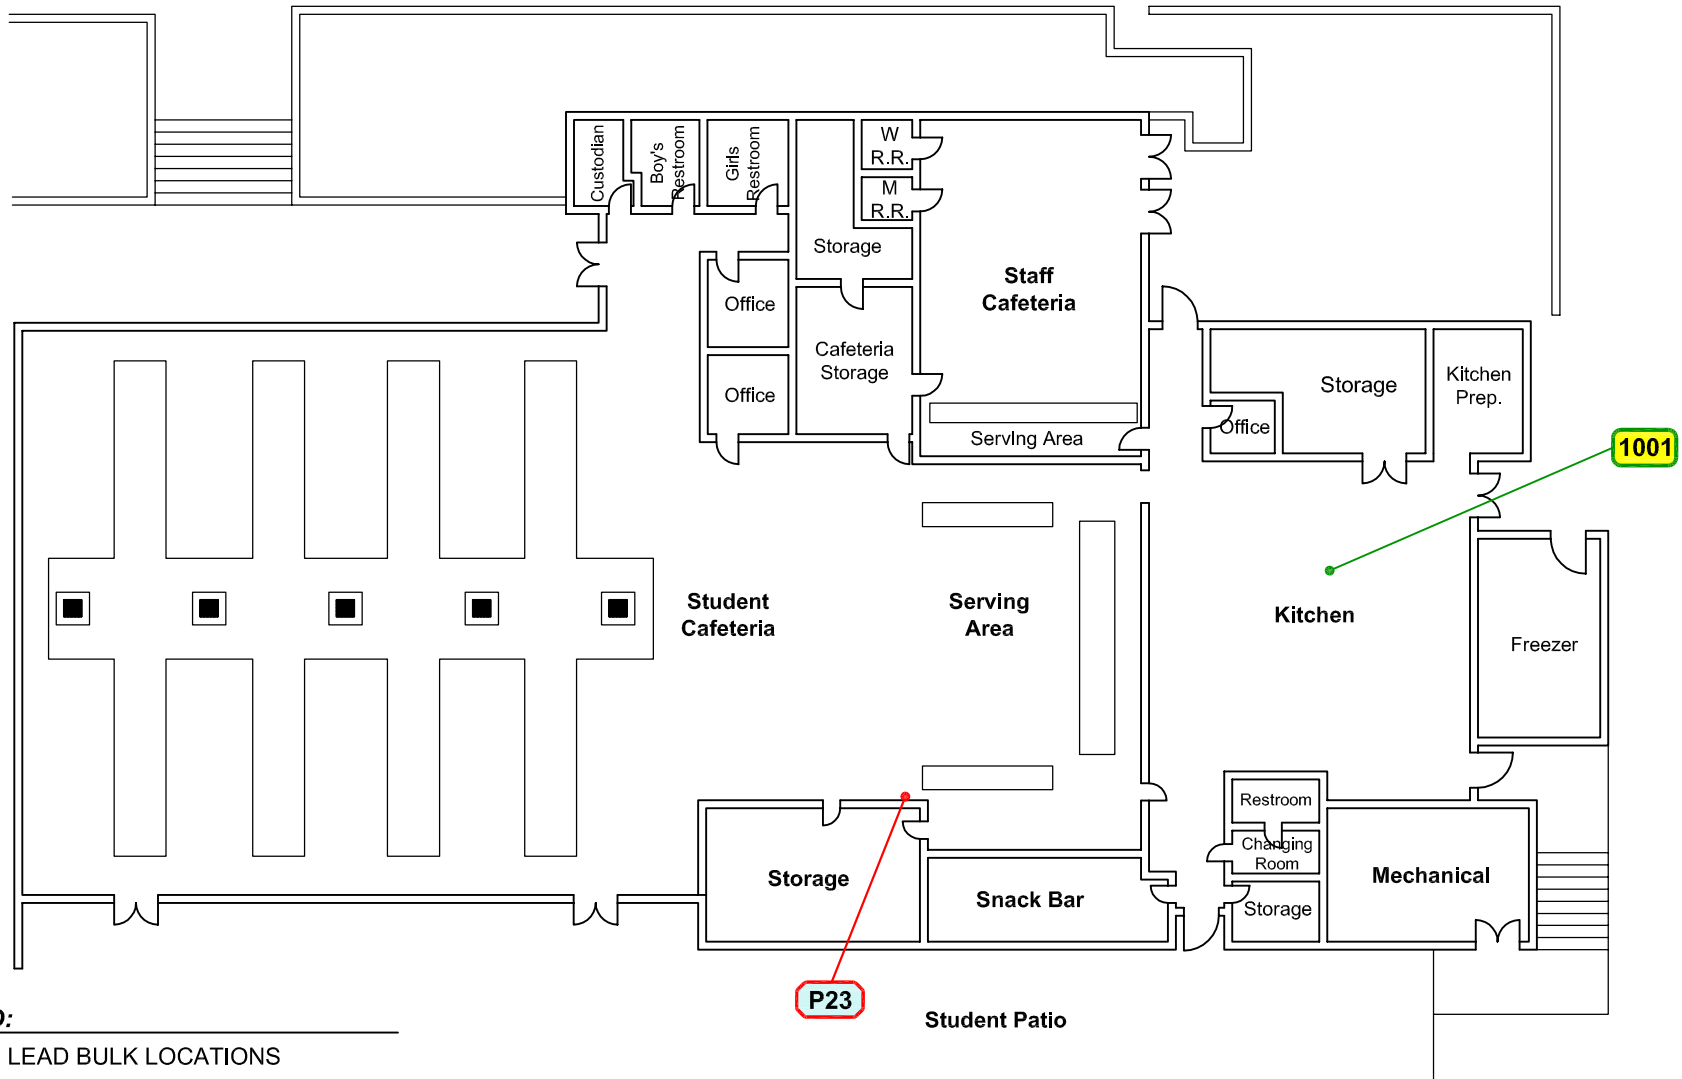 Custodian
Boy's
Restroom
Girls
Restroom
W
R.R.
M
R.R.
Storage
Staff
Cafeteria
Office
Cafeteria
Storage
Office
Serving Area
Storage
Kitchen
Prep.
Office
1001
Student
Cafeteria
Serving
Area
Kitchen
Freezer
Restroom
Changing
Room
Storage
Storage
Snack Bar
Mechanical
P23
Student Patio
D:
LEAD BULK LOCATIONS